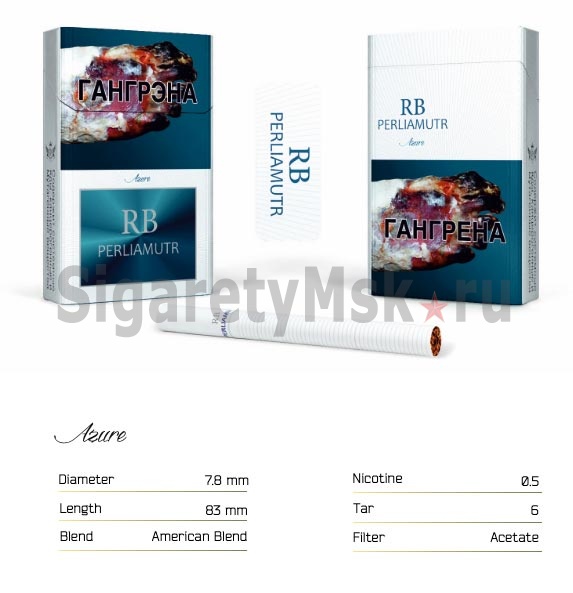 ГАНГРЭНА
Azure
RB
PERLIAMUTR
RB
PERLIAMUTR
RB
PERLIAMUTR
Azure
ГАНГРЕНА
SigaretyMsk★ru
Azure
Diameter 7.8 mm
Length 83 mm
Blend American Blend
Nicotine 0.5
Tar 6
Filter Acetate